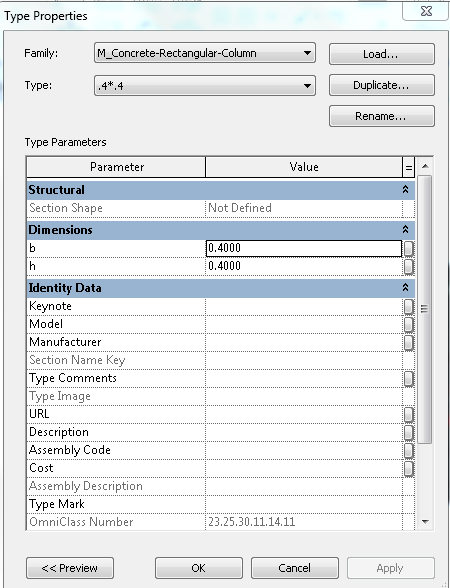 Type Properties
Family: M_Concrete-Rectangular-Column Load...
Type: .4*.4 Duplicate...
Rename...
Type Parameters
Parameter Value =
Structural
Section Shape Not Defined
Dimensions
b 0.4000
h 0.4000
Identity Data
Keynote
Model
Manufacturer
Section Name Key
Type Comments
Type Image
URL
Description
Assembly Code
Cost
Assembly Description
Type Mark
OmniClass Number 23.25.30.11.14.11
<< Preview OK Cancel Apply